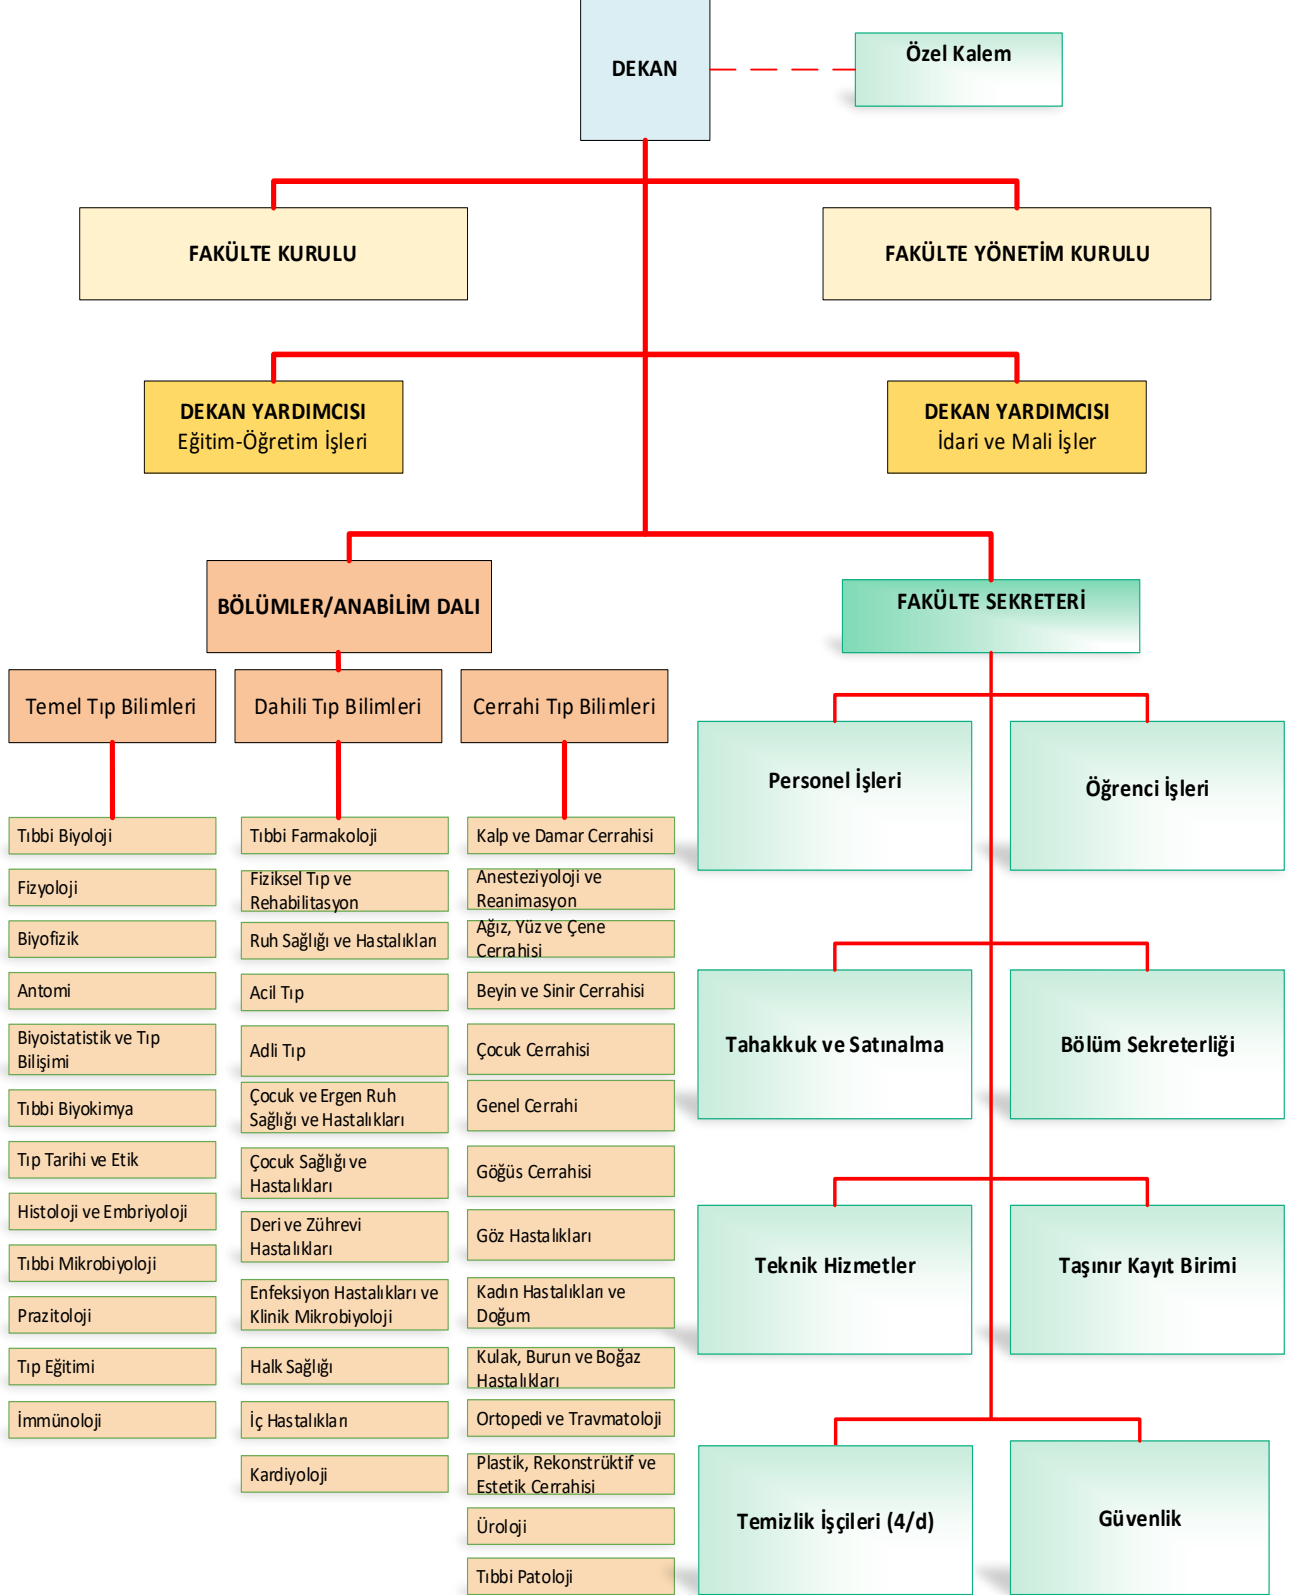 DEKAN
Özel Kalem
FAKÜLTE KURULU
FAKÜLTE YÖNETİM KURULU
DEKAN YARDIMCISI
Eğitim-Öğretim İşleri
DEKAN YARDIMCISI
İdari ve Mali İşler
BÖLÜMLER/ANABİLİM DALI
FAKÜLTE SEKRETERİ
Temel Tıp Bilimleri
Dahili Tıp Bilimleri
Cerrahi Tıp Bilimleri
Tıbbi Biyoloji
Fizyoloji
Biyofizik
Antomi
Biyoistatistik ve Tıp
Bilişimi
Tıbbi Biyokimya
Tıp Tarihi ve Etik
Histoloji ve Embriyoloji
Tıbbi Mikrobiyoloji
Prazitoloji
Tıp Eğitimi
İmmünoloji
Tıbbi Farmakoloji
Fiziksel Tıp ve
Rehabilitasyon
Ruh Sağlığı ve Hastalıkları
Acil Tıp
Adli Tıp
Çocuk ve Ergen Ruh
Sağlığı ve Hastalıkları
Çocuk Sağlığı ve
Hastalıkları
Deri ve Zührevi
Hastalıkları
Enfeksiyon Hastalıkları ve
Klinik Mikrobiyoloji
Halk Sağlığı
İç Hastalıkları
Kardiyoloji
Kalp ve Damar Cerrahisi
Anesteziyoloji ve
Reanimasyon
Ağız, Yüz ve Çene
Cerrahisi
Beyin ve Sinir Cerrahisi
Çocuk Cerrahisi
Genel Cerrahi
Göğüs Cerrahisi
Göz Hastalıkları
Kadın Hastalıkları ve
Doğum
Kulak, Burun ve Boğaz
Hastalıkları
Ortopedi ve Travmatoloji
Plastik, Rekonstrüktif ve
Estetik Cerrahisi
Üroloji
Tıbbi Patoloji
Personel İşleri
Öğrenci İşleri
Tahakkuk ve Satınalma
Bölüm Sekreterliği
Teknik Hizmetler
Taşınır Kayıt Birimi
Temizlik İşçileri (4/d)
Güvenlik